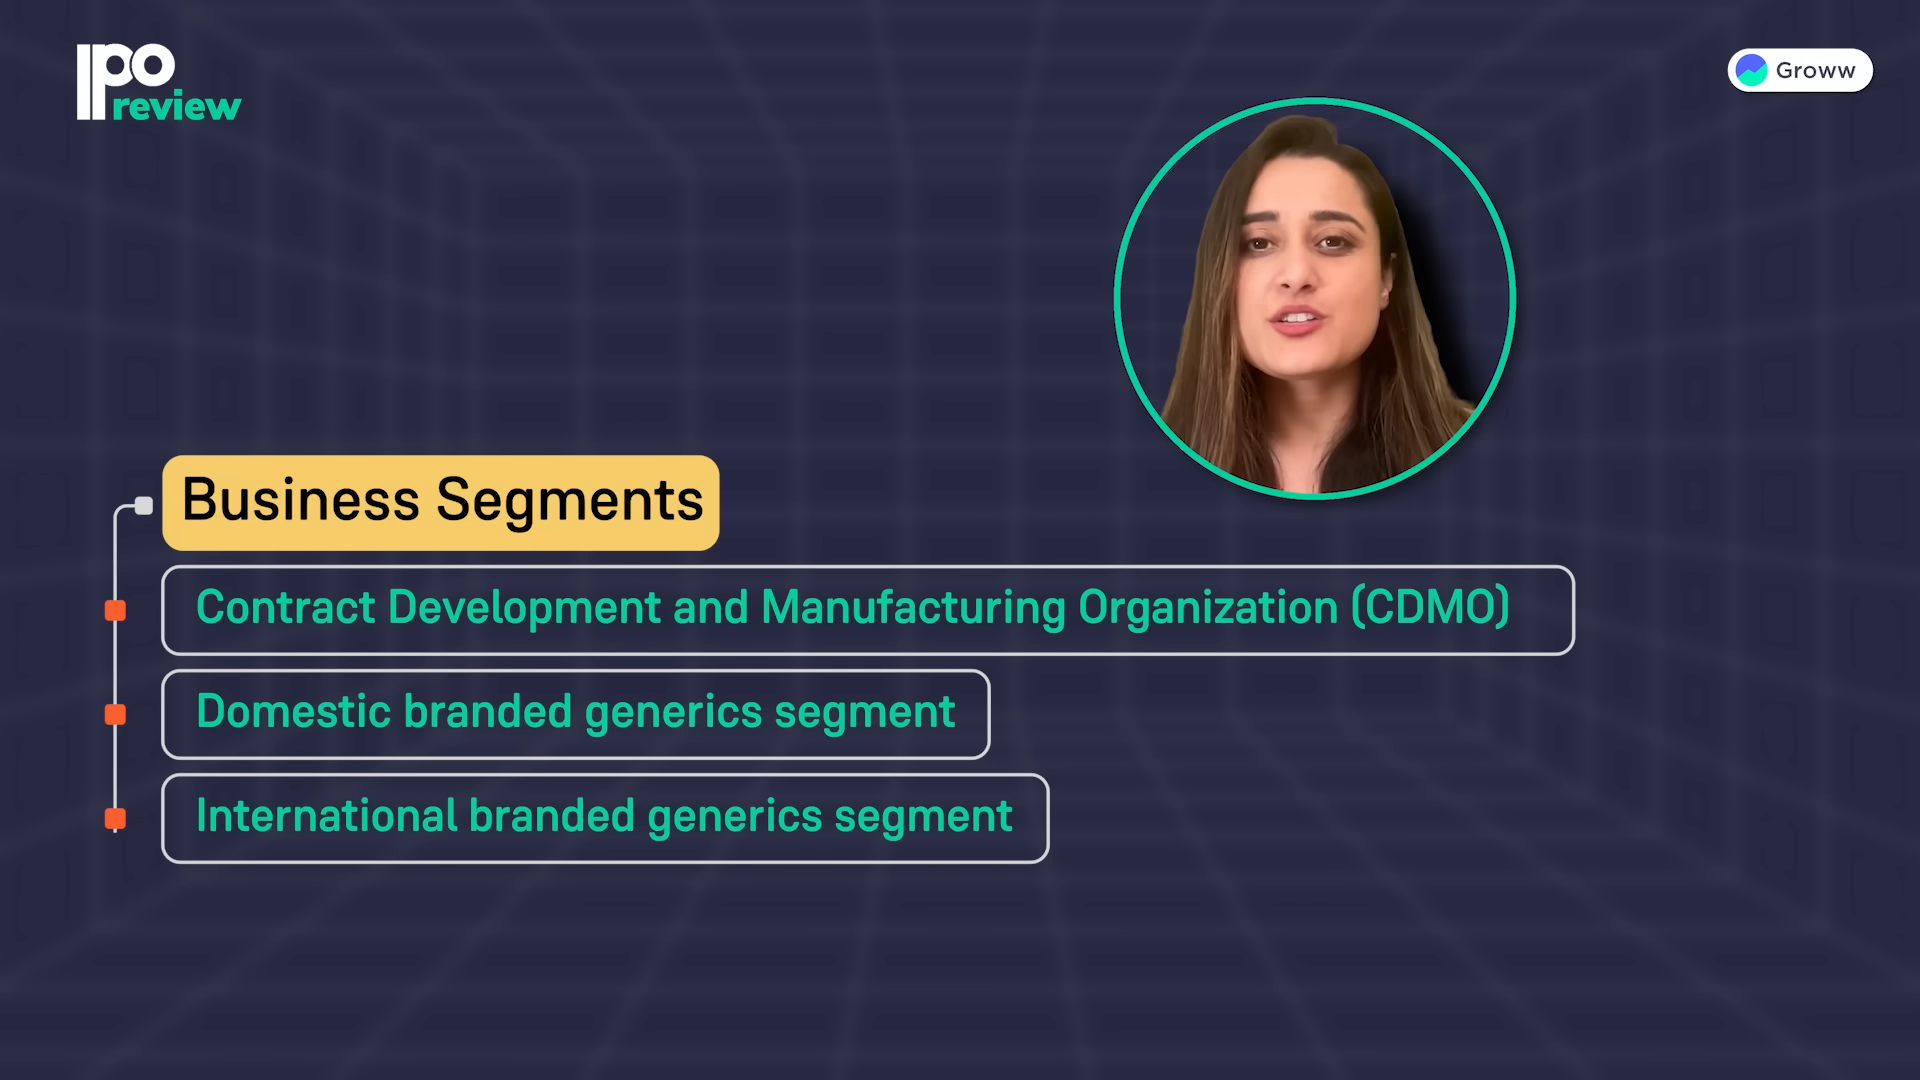 IPO
review
Groww
Business Segments
Contract Development and Manufacturing Organization (CDMO)
Domestic branded generics segment
International branded generics segment